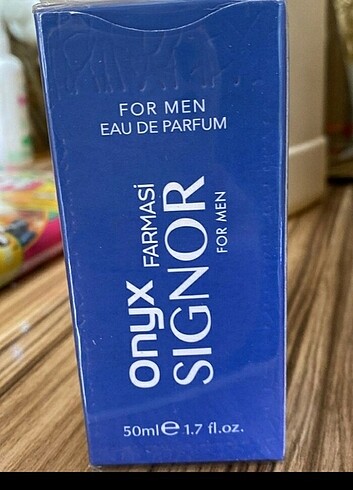 FOR MEN
EAU DE PARFUM
onyx FARMASi
SIGNOR FOR MEN
50ml℮ 1.7 fl.oz.